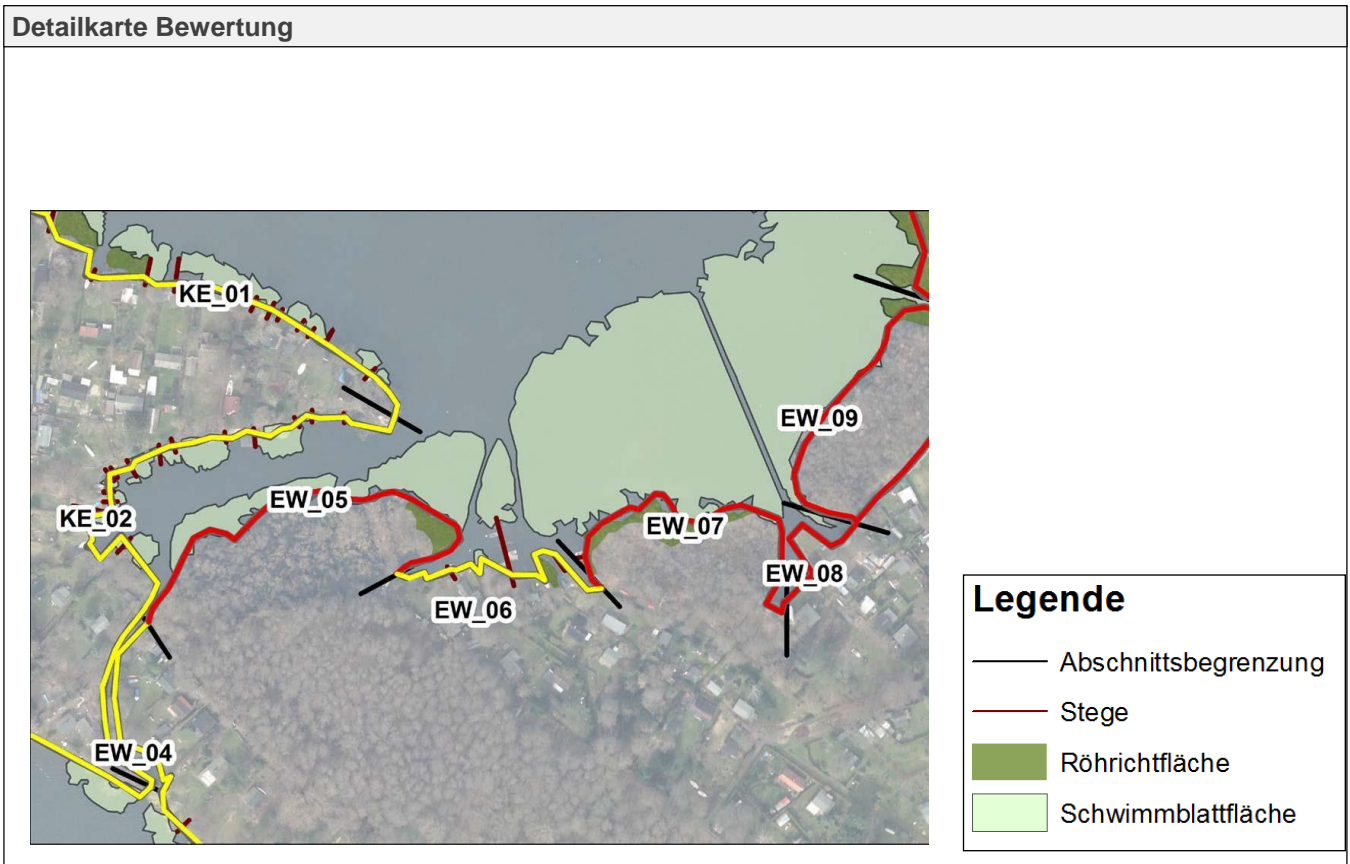 Detailkarte Bewertung
KE_01
EW_09
EW_05
KE_02
EW_07
EW_08
EW_06
EW_04
Legende
Abschnittsbegrenzung
Stege
Röhrichtfläche
Schwimmblattfläche